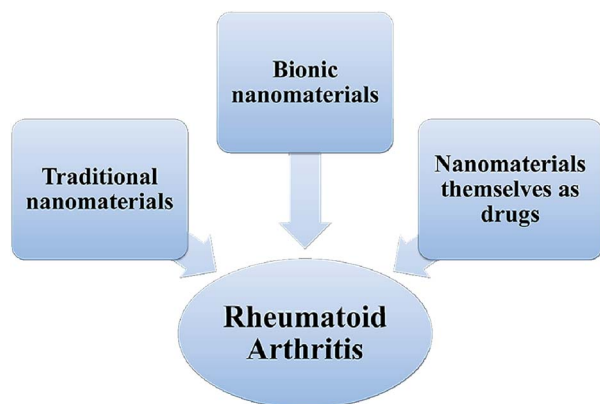 Bionic
nanomaterials
Traditional
nanomaterials
Nanomaterials
themselves as
drugs
Rheumatoid
Arthritis